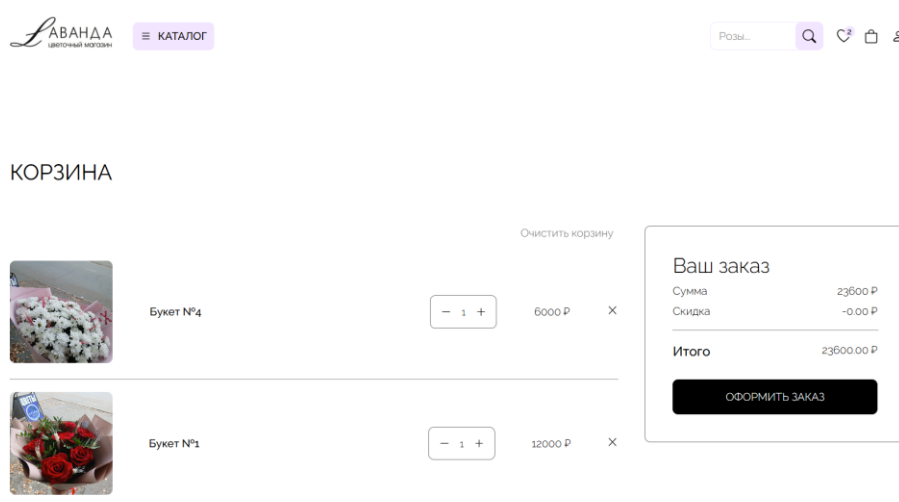 ЛАВАНДА
цветочный магазин
≡ КАТАЛОГ
Розы...
2
КОРЗИНА
Очистить корзину
Букет №4
− 1 +
6000 ₽
×
ЦВЕТЫ
Букет №1
− 1 +
12000 ₽
×
Ваш заказ
Сумма 23600 ₽
Скидка -0.00 ₽
Итого 23600.00 ₽
ОФОРМИТЬ ЗАКАЗ